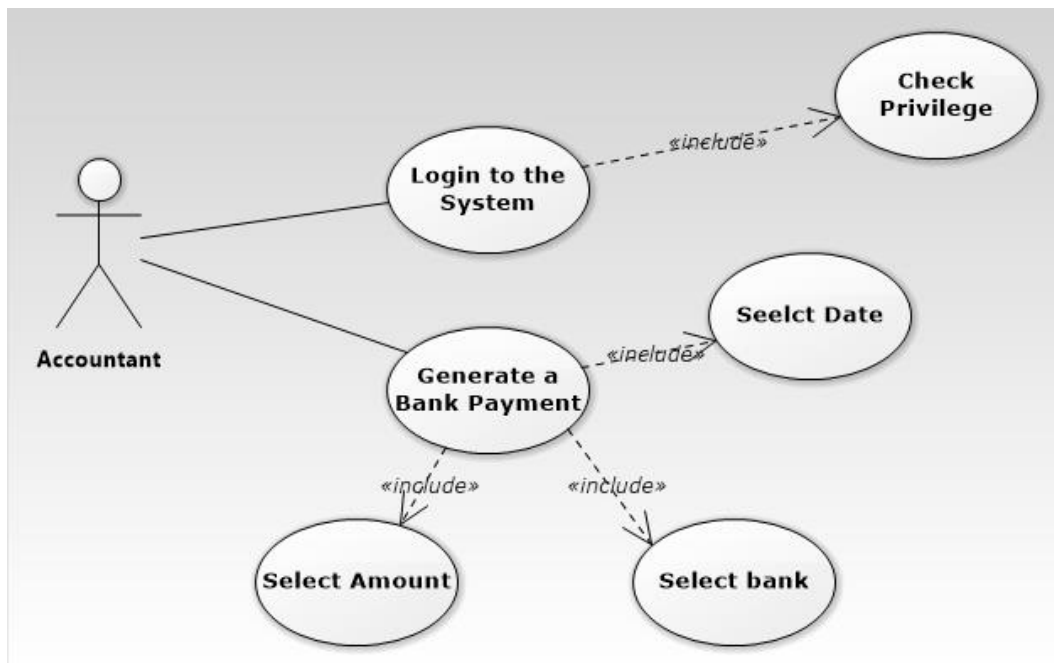 Check
Privilege
«include»
Login to the
System
Accountant
Seelct Date
«include»
Generate a
Bank Payment
«include»
«include»
Select Amount
Select bank